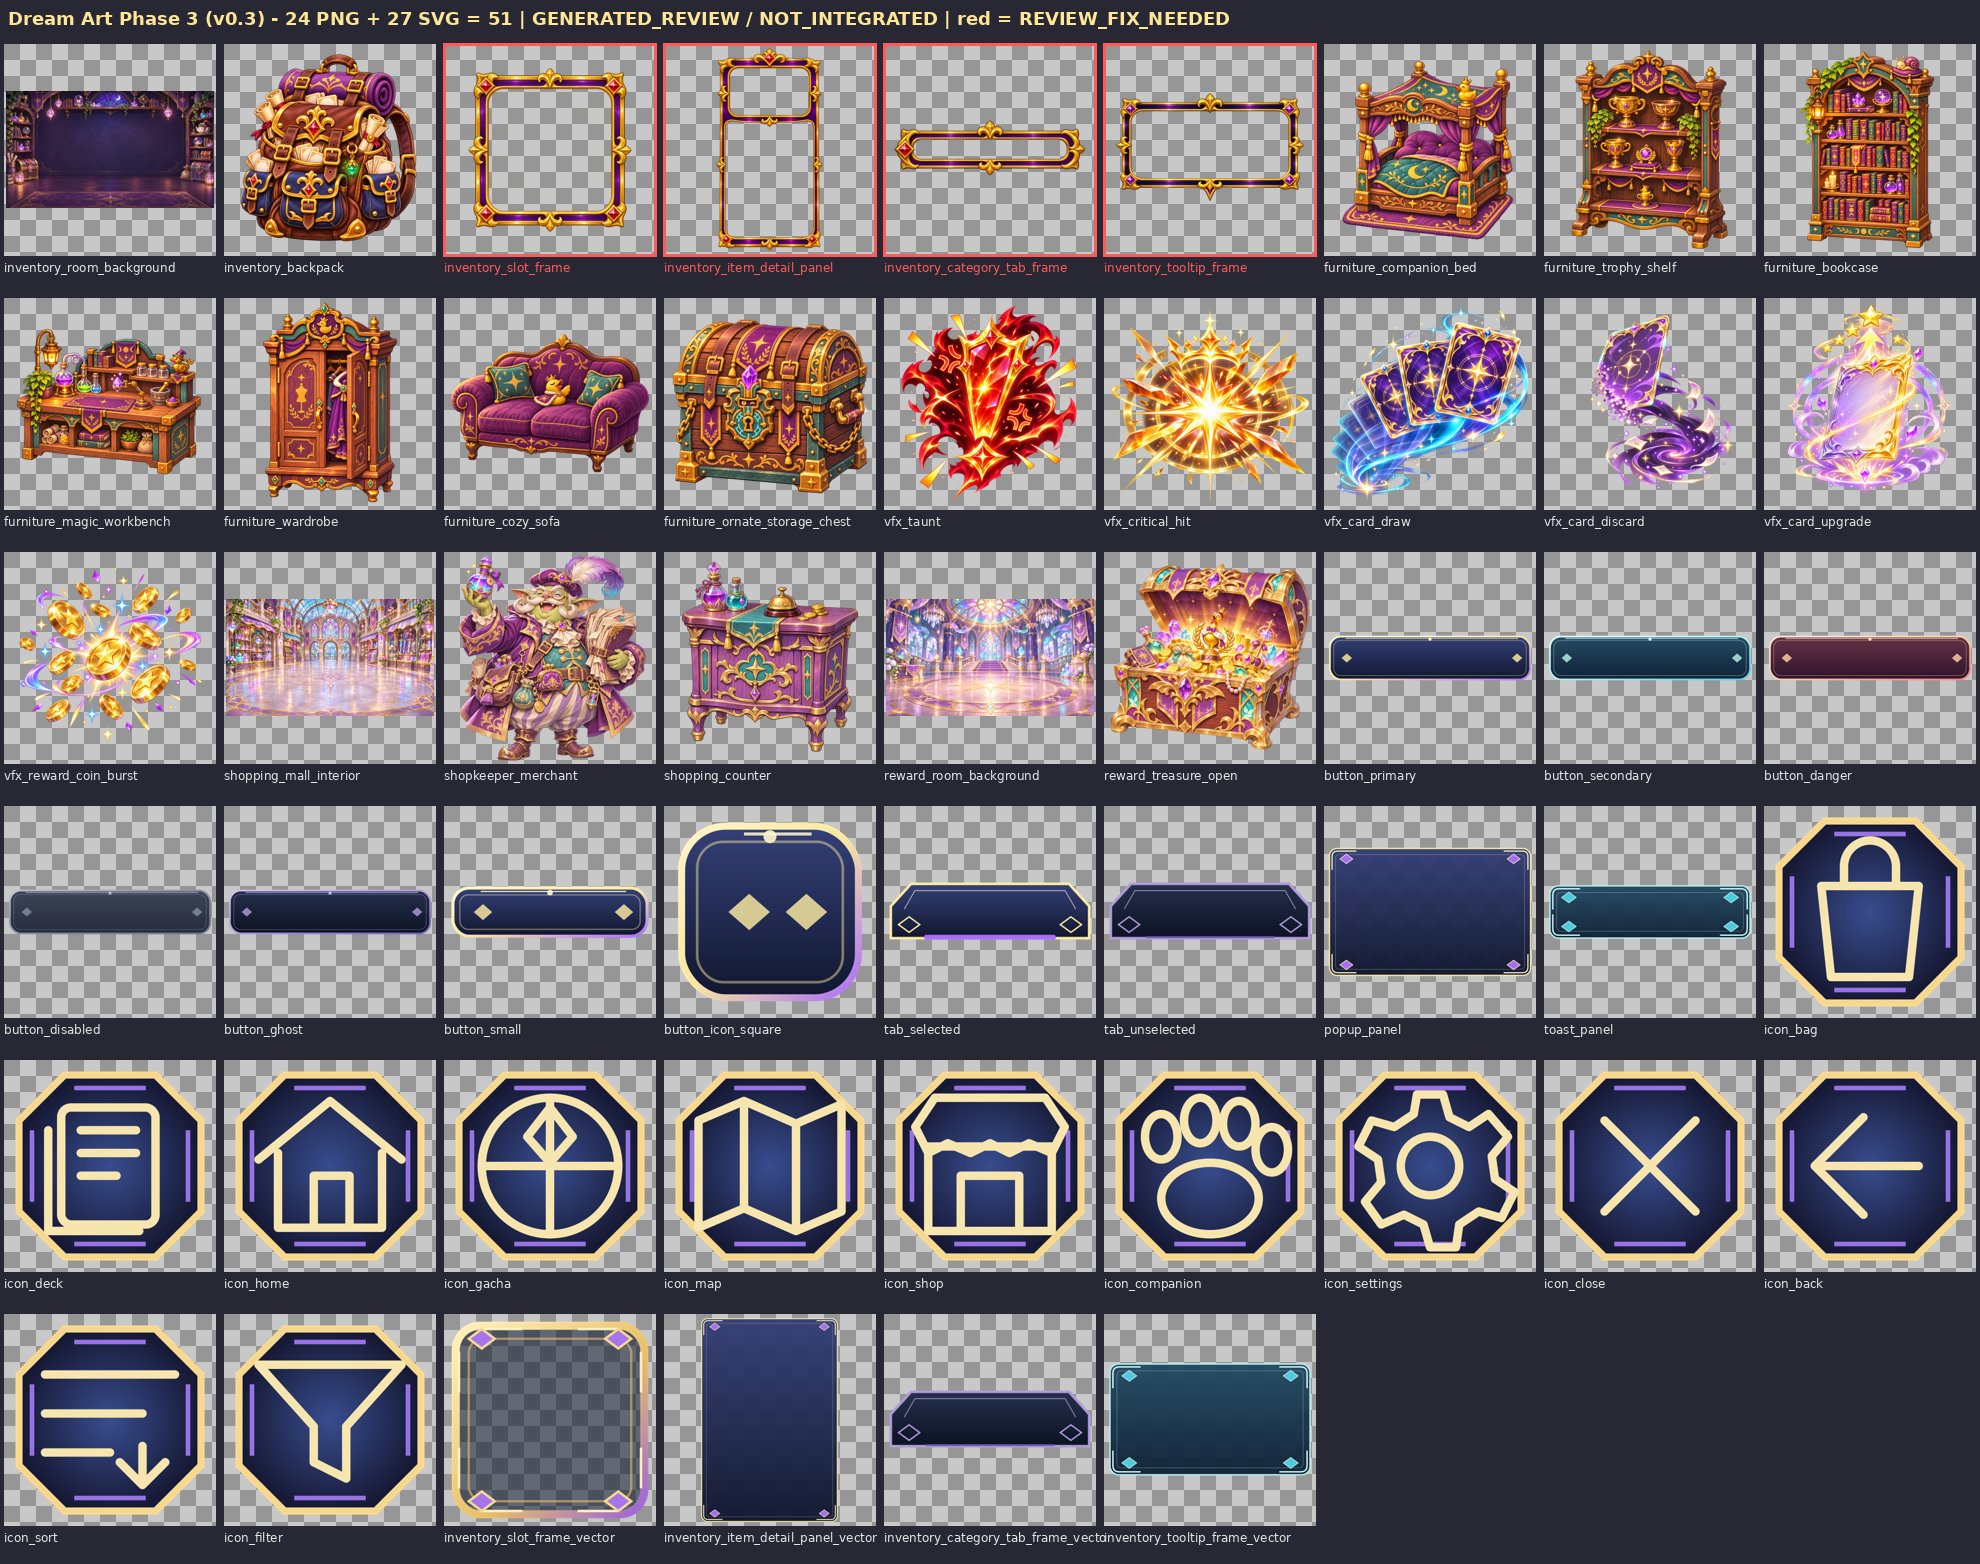 Dream Art Phase 3 (v0.3) - 24 PNG + 27 SVG = 51 | GENERATED_REVIEW / NOT_INTEGRATED | red = REVIEW_FIX_NEEDED
inventory_room_background
inventory_backpack
inventory_slot_frame
inventory_item_detail_panel
inventory_category_tab_frame
inventory_tooltip_frame
furniture_companion_bed
furniture_trophy_shelf
furniture_bookcase
furniture_magic_workbench
furniture_wardrobe
furniture_cozy_sofa
furniture_ornate_storage_chest
vfx_taunt
vfx_critical_hit
vfx_card_draw
vfx_card_discard
vfx_card_upgrade
vfx_reward_coin_burst
shopping_mall_interior
shopkeeper_merchant
shopping_counter
reward_room_background
reward_treasure_open
button_primary
button_secondary
button_danger
button_disabled
button_ghost
button_small
button_icon_square
tab_selected
tab_unselected
popup_panel
toast_panel
icon_bag
icon_deck
icon_home
icon_gacha
icon_map
icon_shop
icon_companion
icon_settings
icon_close
icon_back
icon_sort
icon_filter
inventory_slot_frame_vector
inventory_item_detail_panel_vector
inventory_category_tab_frame_vecto
inventory_tooltip_frame_vector